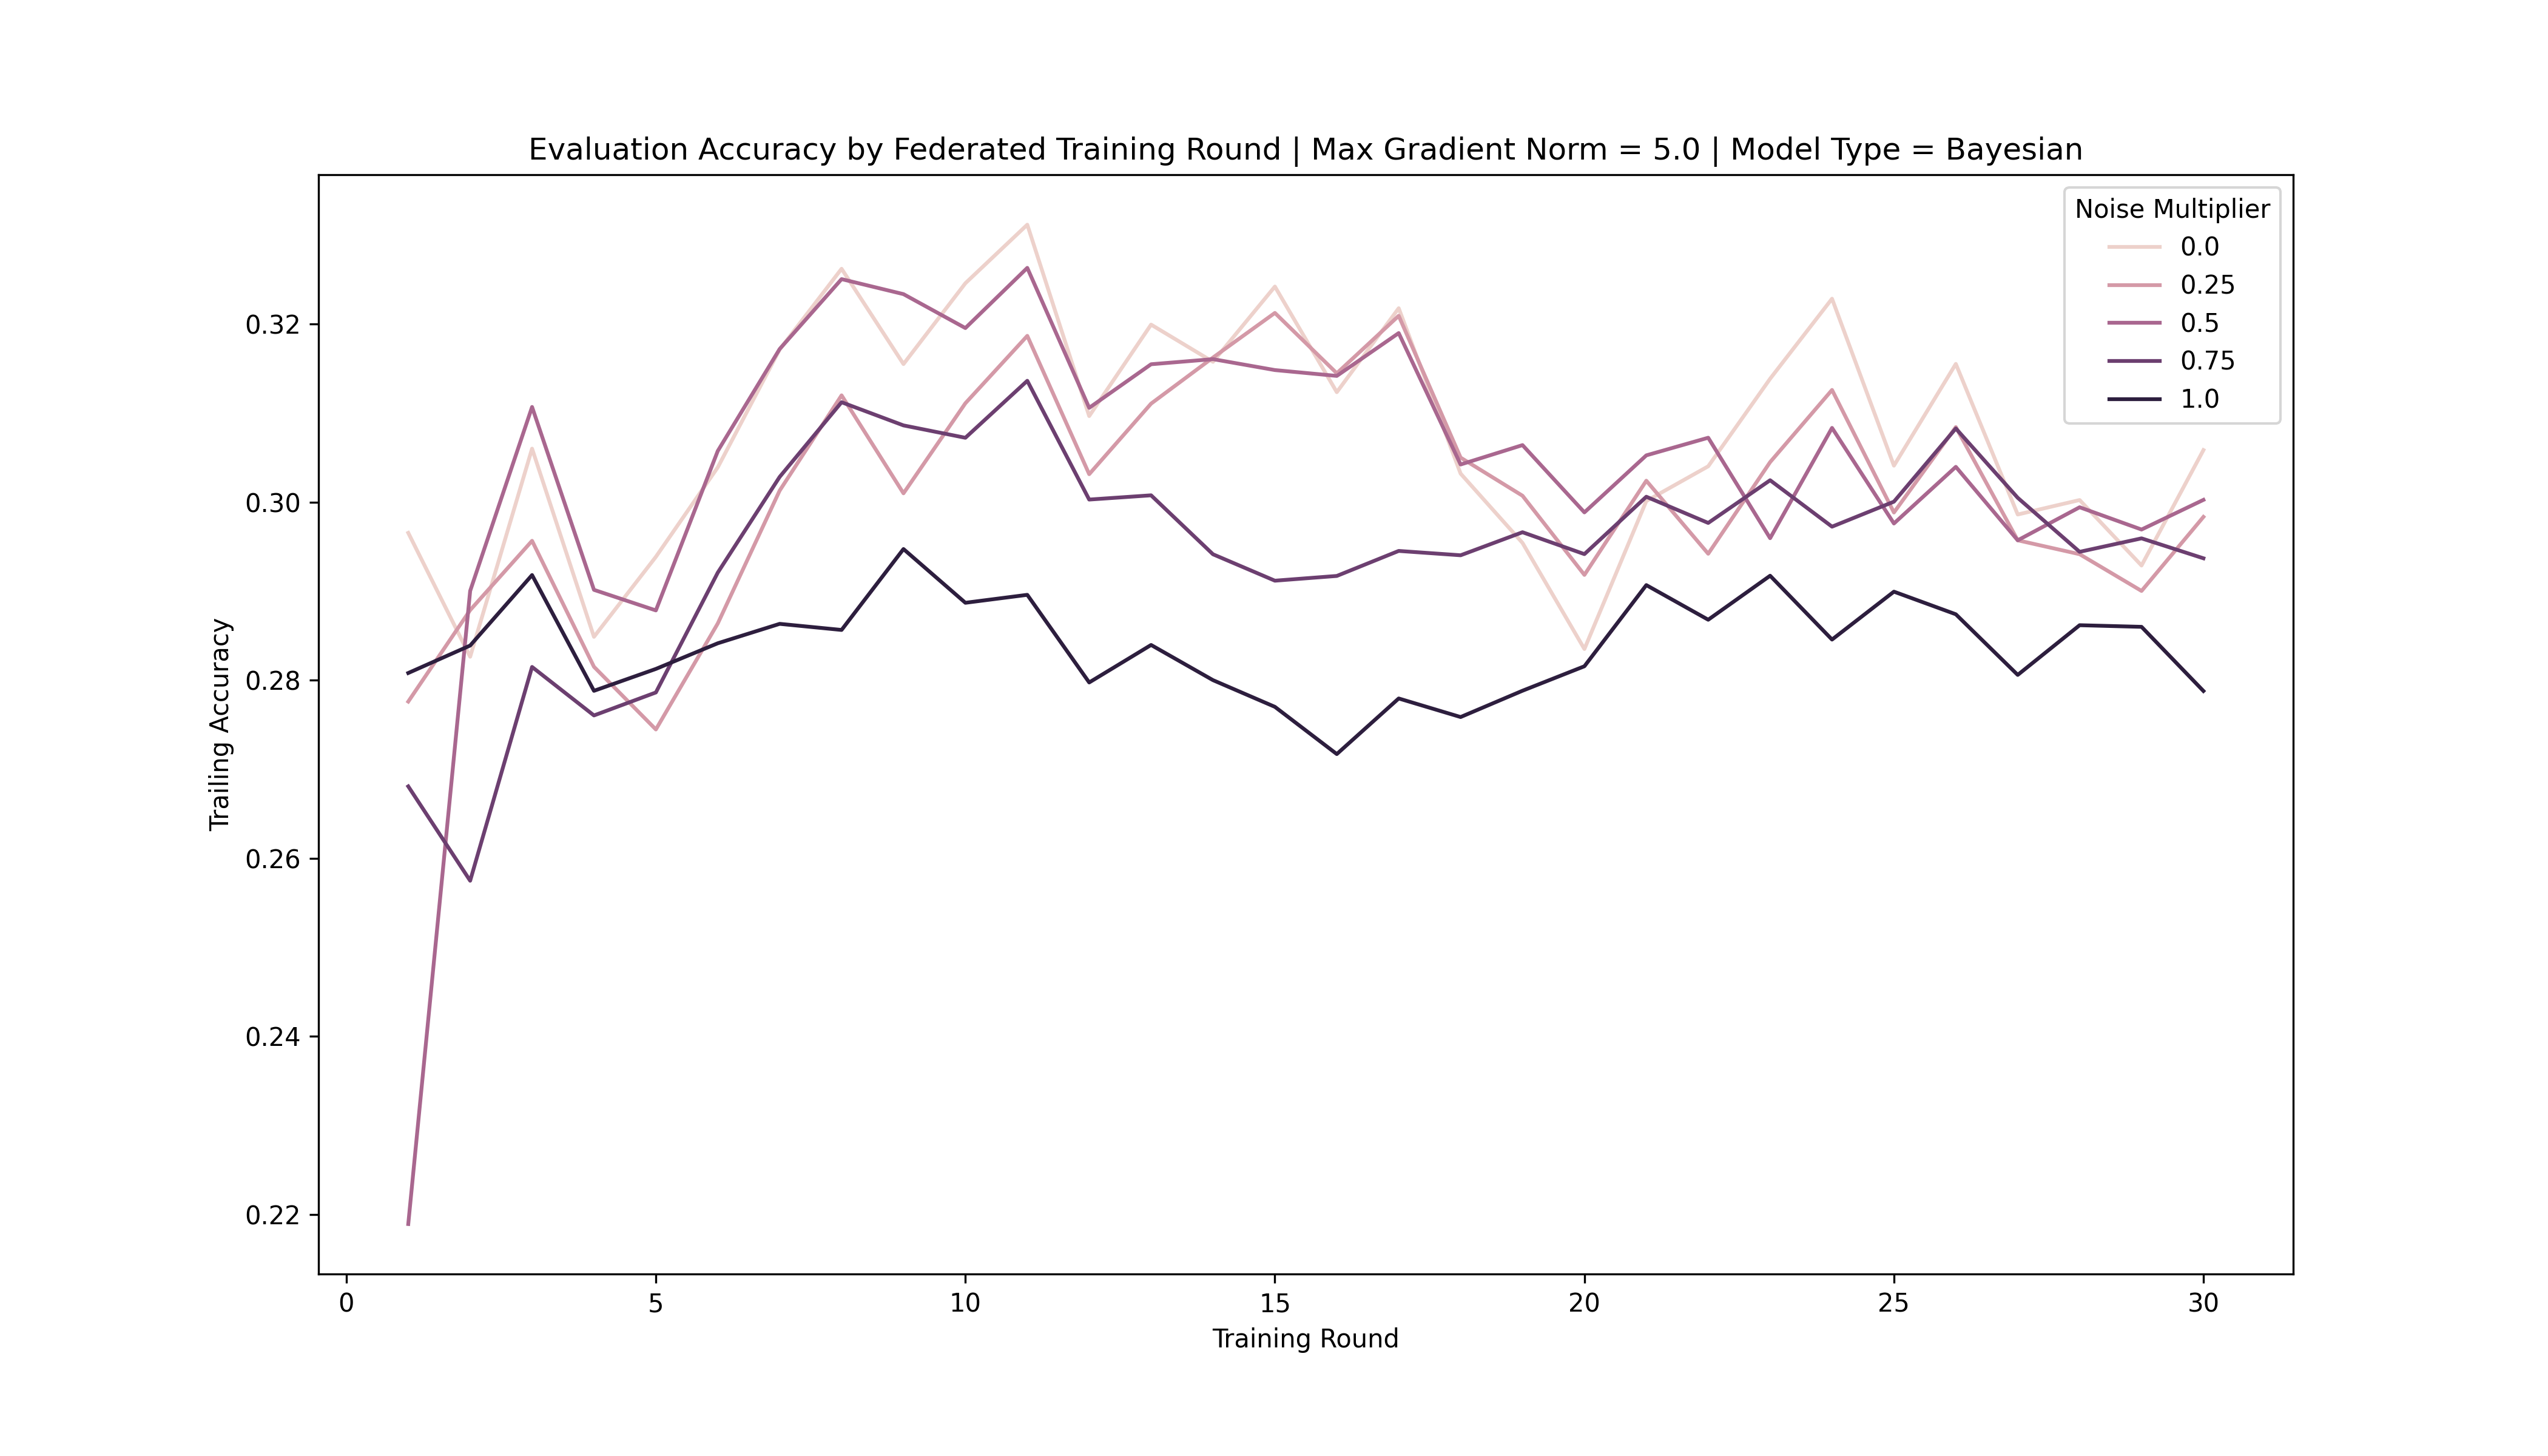 Evaluation Accuracy by Federated Training Round | Max Gradient Norm = 5.0 | Model Type = Bayesian
Noise Multiplier
0.0
0.25
0.5
0.75
1.0
Trailing Accuracy
0.32
0.30
0.28
0.26
0.24
0.22
0 5 10 15 20 25 30
Training Round